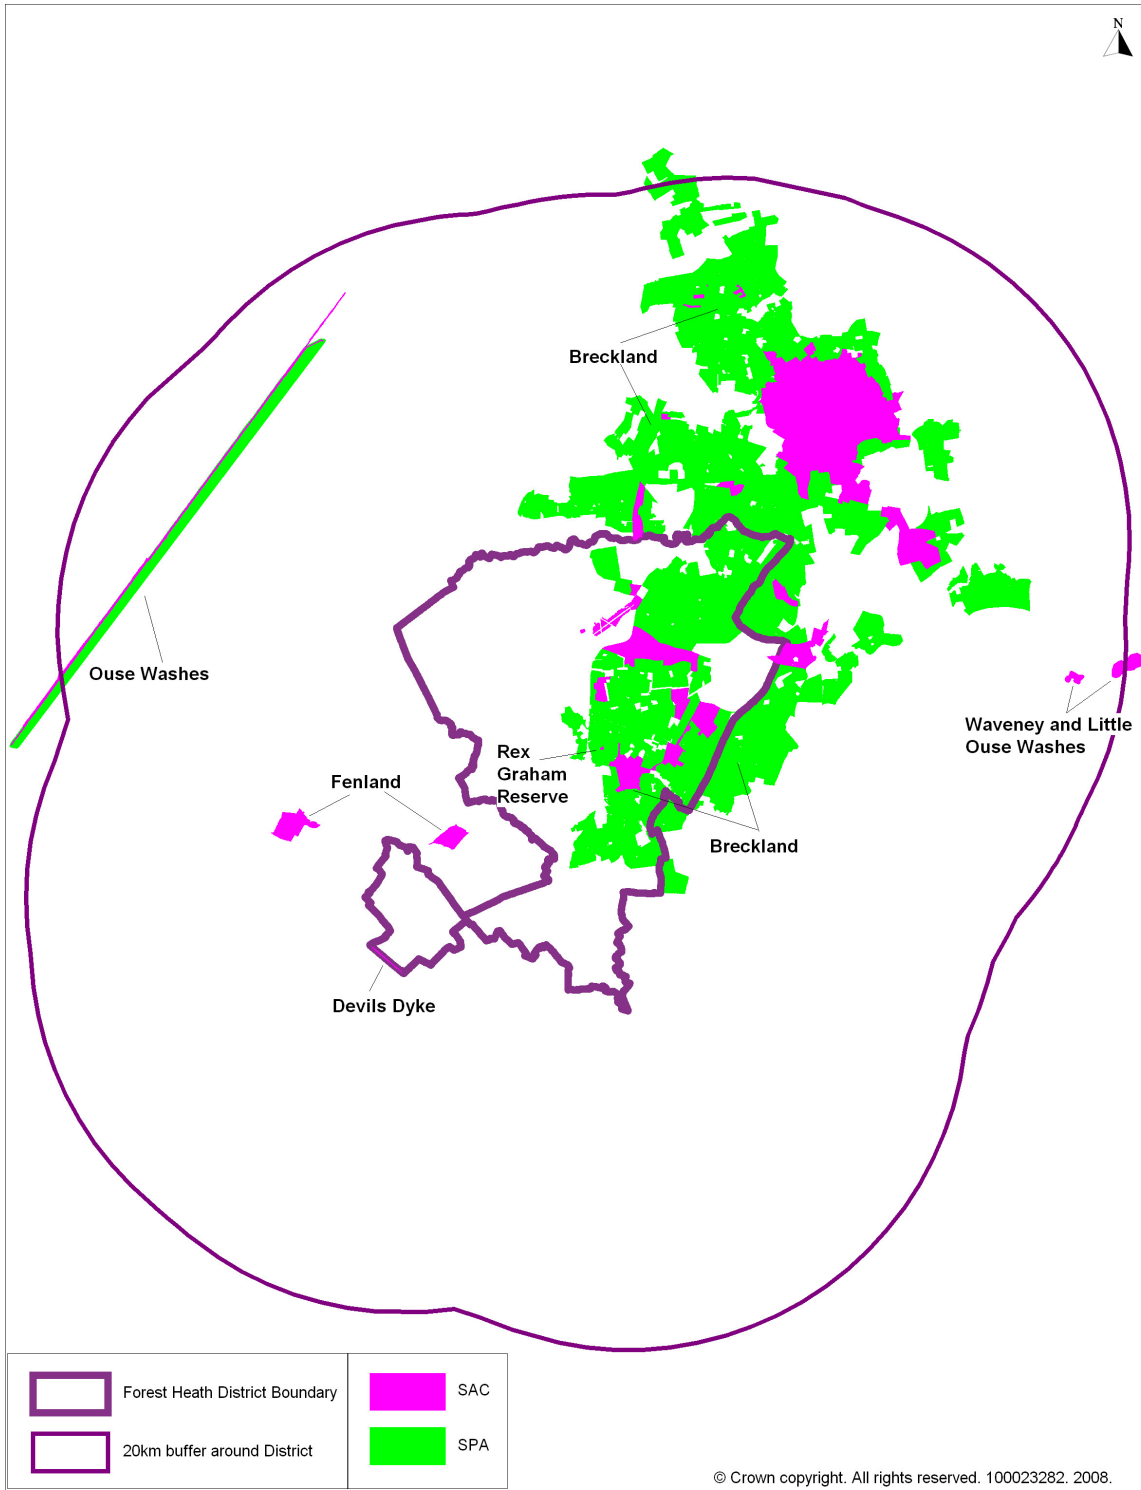 N
Breckland
Ouse Washes
Waveney and Little
Ouse Washes
Rex
Graham
Reserve
Fenland
Breckland
Devils Dyke
Forest Heath District Boundary
SAC
20km buffer around District
SPA
© Crown copyright. All rights reserved. 100023282. 2008.